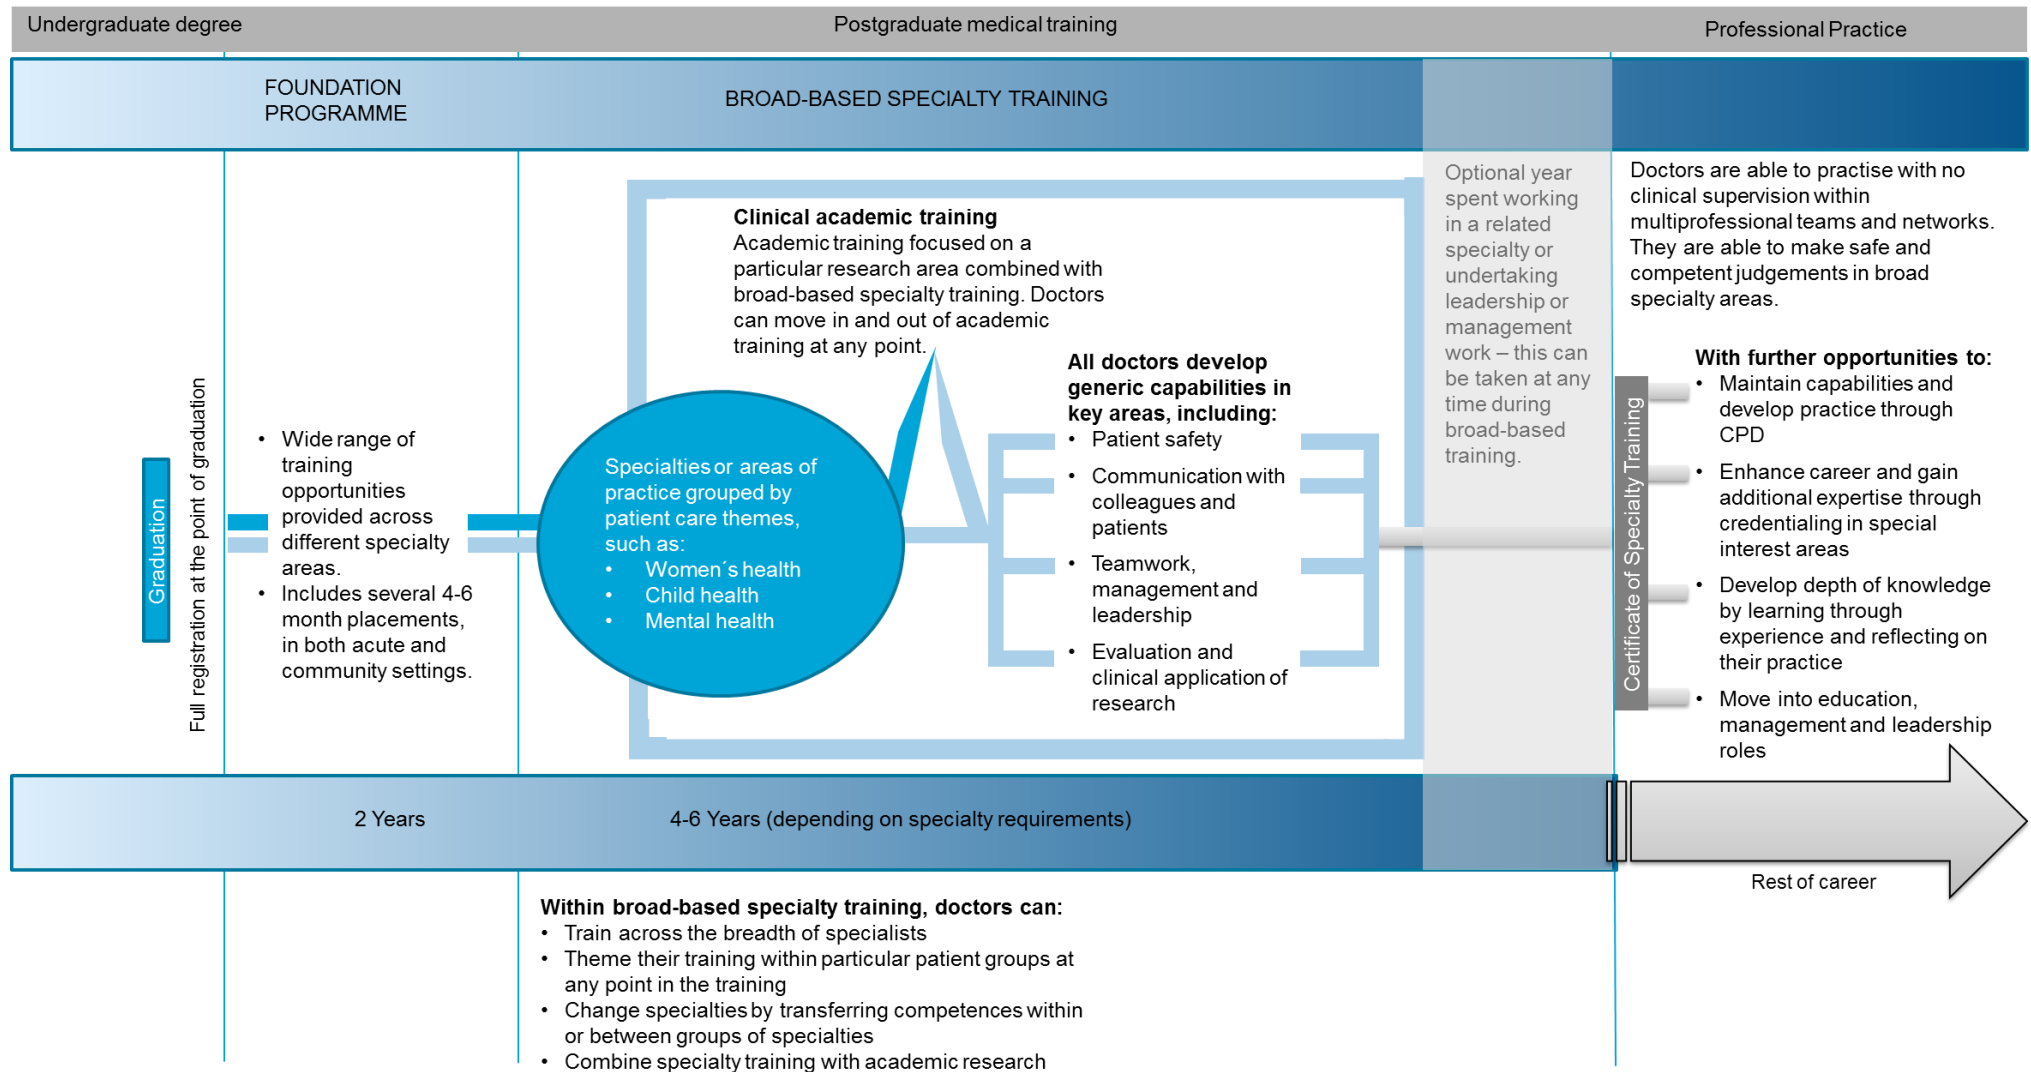 Undergraduate degree
Postgraduate medical training
Professional Practice
FOUNDATION
PROGRAMME
BROAD-BASED SPECIALTY TRAINING
Graduation
Full registration at the point of graduation
• Wide range of
training
opportunities
provided across
different specialty
areas.
• Includes several 4-6
month placements,
in both acute and
community settings.
Clinical academic training
Academic training focused on a
particular research area combined with
broad-based specialty training. Doctors
can move in and out of academic
training at any point.
Specialties or areas of
practice grouped by
patient care themes,
such as:
• Women´s health
• Child health
• Mental health
All doctors develop
generic capabilities in
key areas, including:
• Patient safety
• Communication with
colleagues and
patients
• Teamwork,
management and
leadership
• Evaluation and
clinical application of
research
Optional year
spent working
in a related
specialty or
undertaking
leadership or
management
work – this can
be taken at any
time during
broad-based
training.
Doctors are able to practise with no
clinical supervision within
multiprofessional teams and networks.
They are able to make safe and
competent judgements in broad
specialty areas.
Certificate of Specialty Training
With further opportunities to:
• Maintain capabilities and
develop practice through
CPD
• Enhance career and gain
additional expertise through
credentialing in special
interest areas
• Develop depth of knowledge
by learning through
experience and reflecting on
their practice
• Move into education,
management and leadership
roles
2 Years
4-6 Years (depending on specialty requirements)
Rest of career
Within broad-based specialty training, doctors can:
• Train across the breadth of specialists
• Theme their training within particular patient groups at
any point in the training
• Change specialties by transferring competences within
or between groups of specialties
• Combine specialty training with academic research